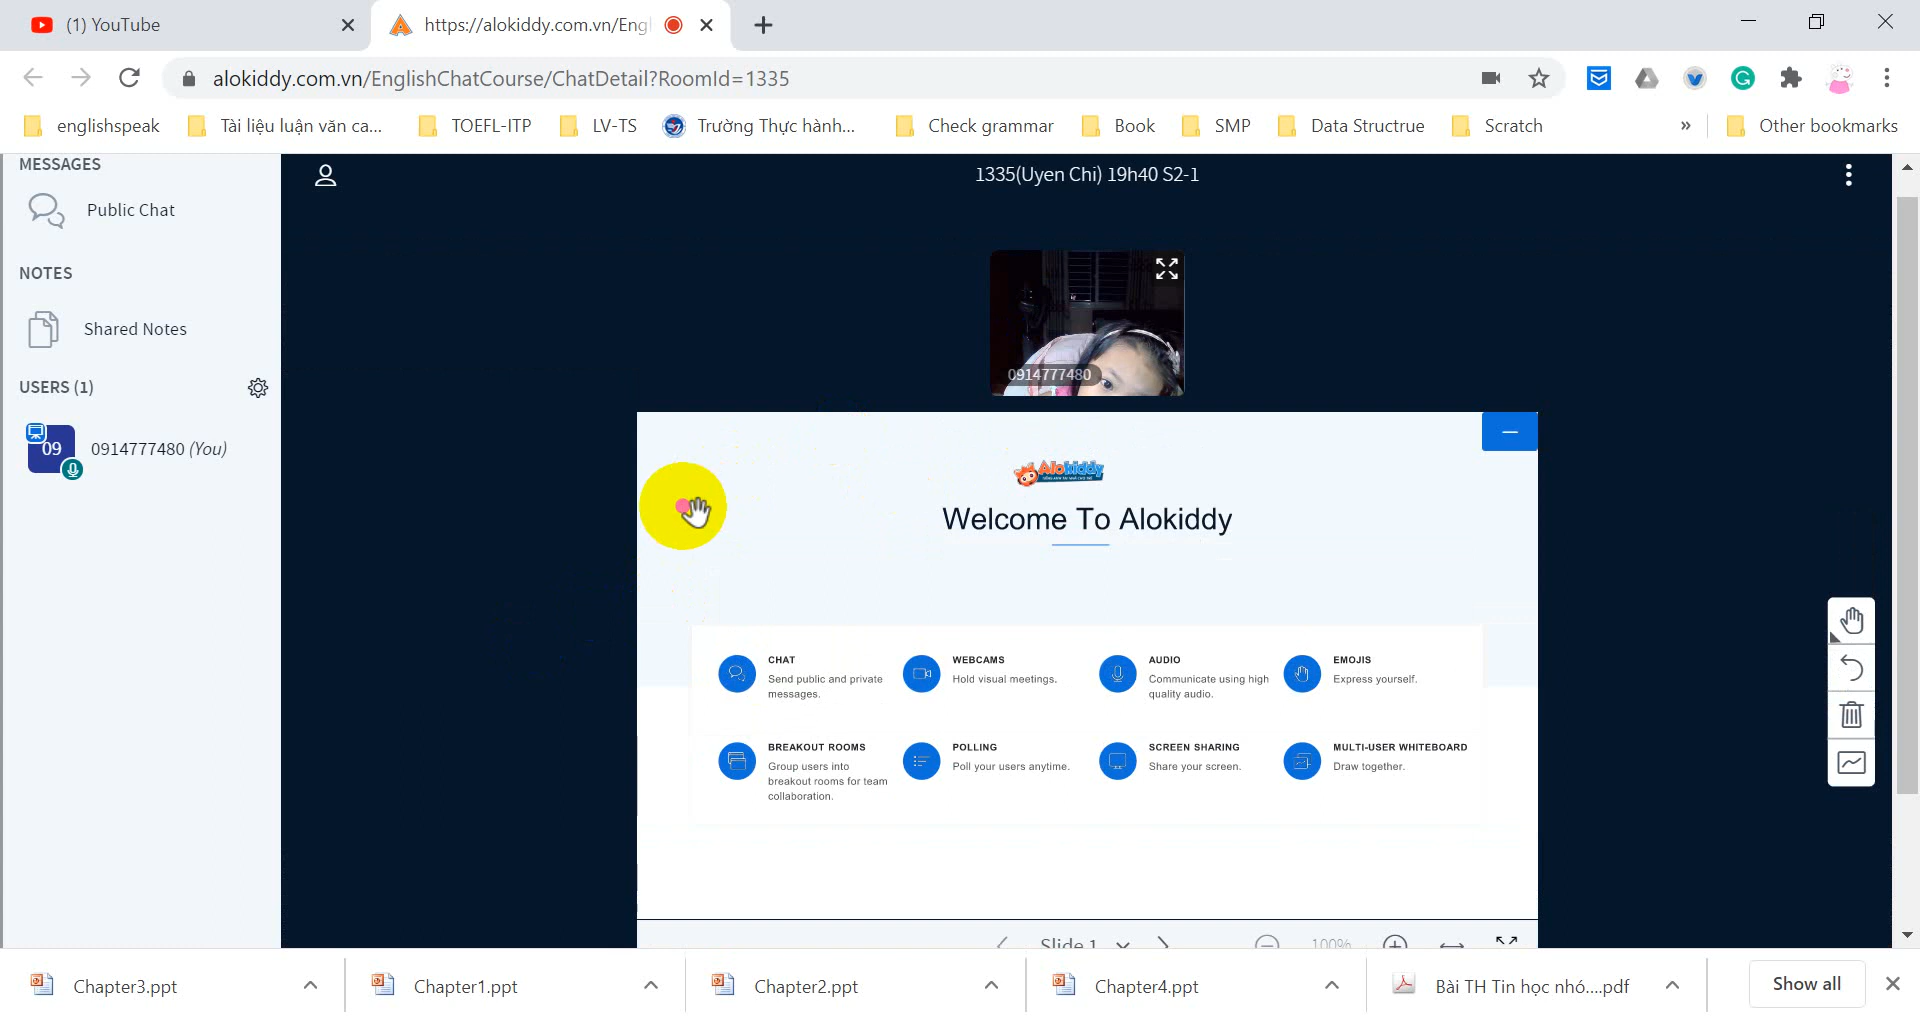 (1) YouTube
https://alokiddy.com.vn/Engl
alokiddy.com.vn/EnglishChatCourse/ChatDetail?RoomId=1335
englishspeak
Tài liệu luận văn ca...
TOEFL-ITP
LV-TS
Trường Thực hành...
Check grammar
Book
SMP
Data Structrue
Scratch
»
Other bookmarks
MESSAGES
Public Chat
NOTES
Shared Notes
USERS (1)
09
0914777480 (You)
1335(Uyen Chi) 19h40 S2-1
0914777480
Alokiddy
Welcome To Alokiddy
CHAT
Send public and private
messages.
WEBCAMS
Hold visual meetings.
AUDIO
Communicate using high
quality audio.
EMOJIS
Express yourself.
BREAKOUT ROOMS
Group users into
breakout rooms for team
collaboration.
POLLING
Poll your users anytime.
SCREEN SHARING
Share your screen.
MULTI-USER WHITEBOARD
Draw together.
Slide 1
100%
Chapter3.ppt
Chapter1.ppt
Chapter2.ppt
Chapter4.ppt
Bài TH Tin học nhó....pdf
Show all